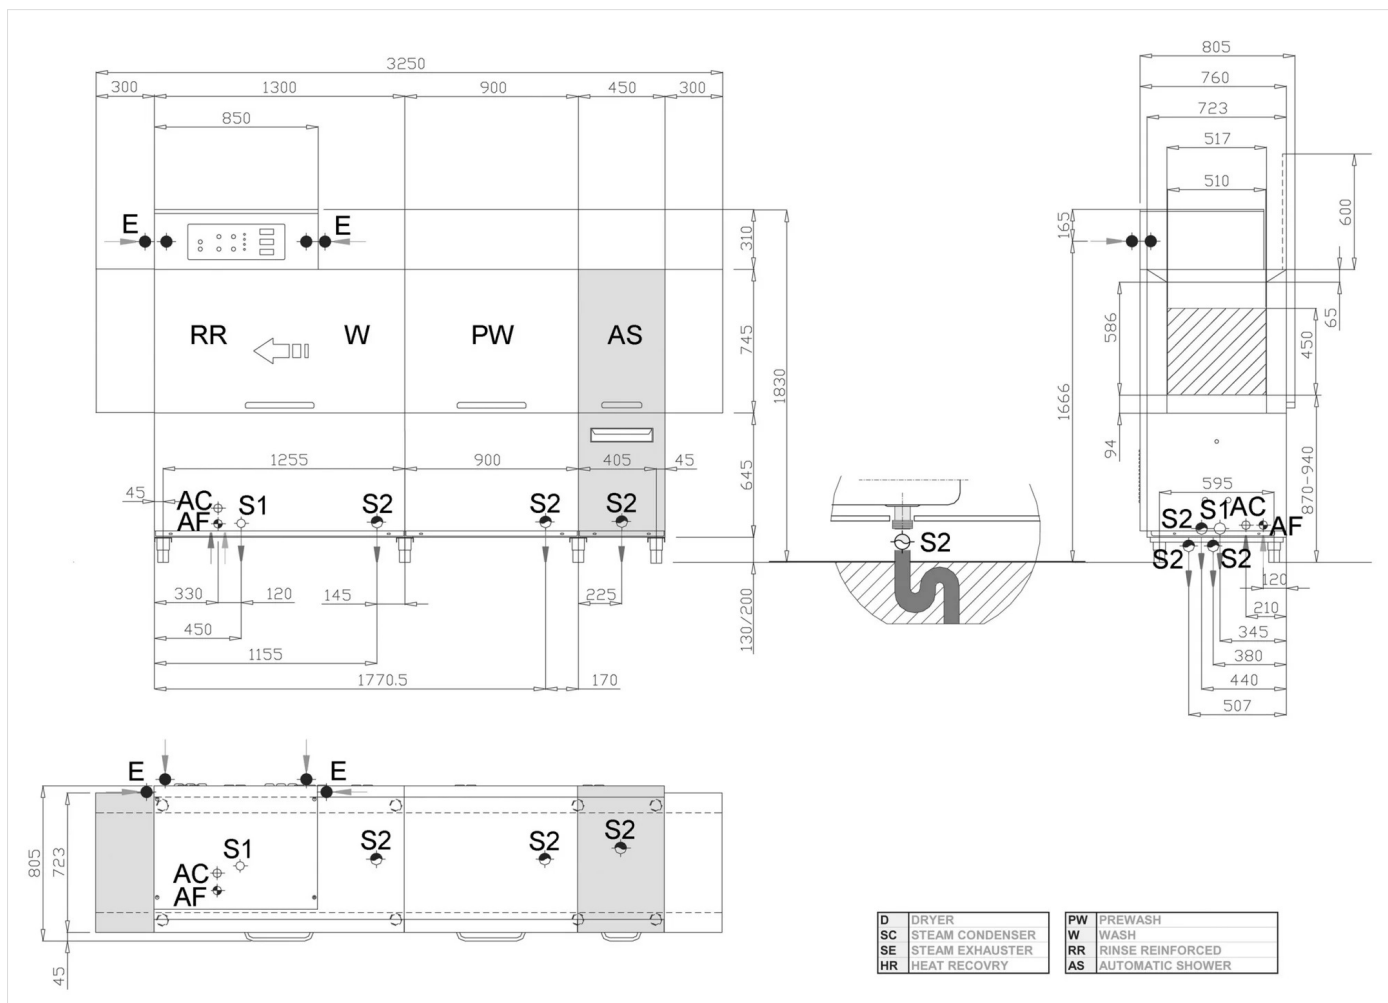 3250
300 1300 900 450 300
850
E E
310
RR W PW AS
745
1830
645
1255 900 405 45
45
AC
AF S1 S2 S2 S2
330 120 145 225
130/200
450
1155
1770.5 170
S2
805
760
723
517
510
600
165
65
586
450
1666
94
870-940
595
S2 S1 AC AF
S2 S2
120
210
345
380
440
507
E E
805
723
S1 S2 S2 S2
AC
AF
45
D DRYER
SC STEAM CONDENSER
SE STEAM EXHAUSTER
HR HEAT RECOVRY
PW PREWASH
W WASH
RR RINSE REINFORCED
AS AUTOMATIC SHOWER